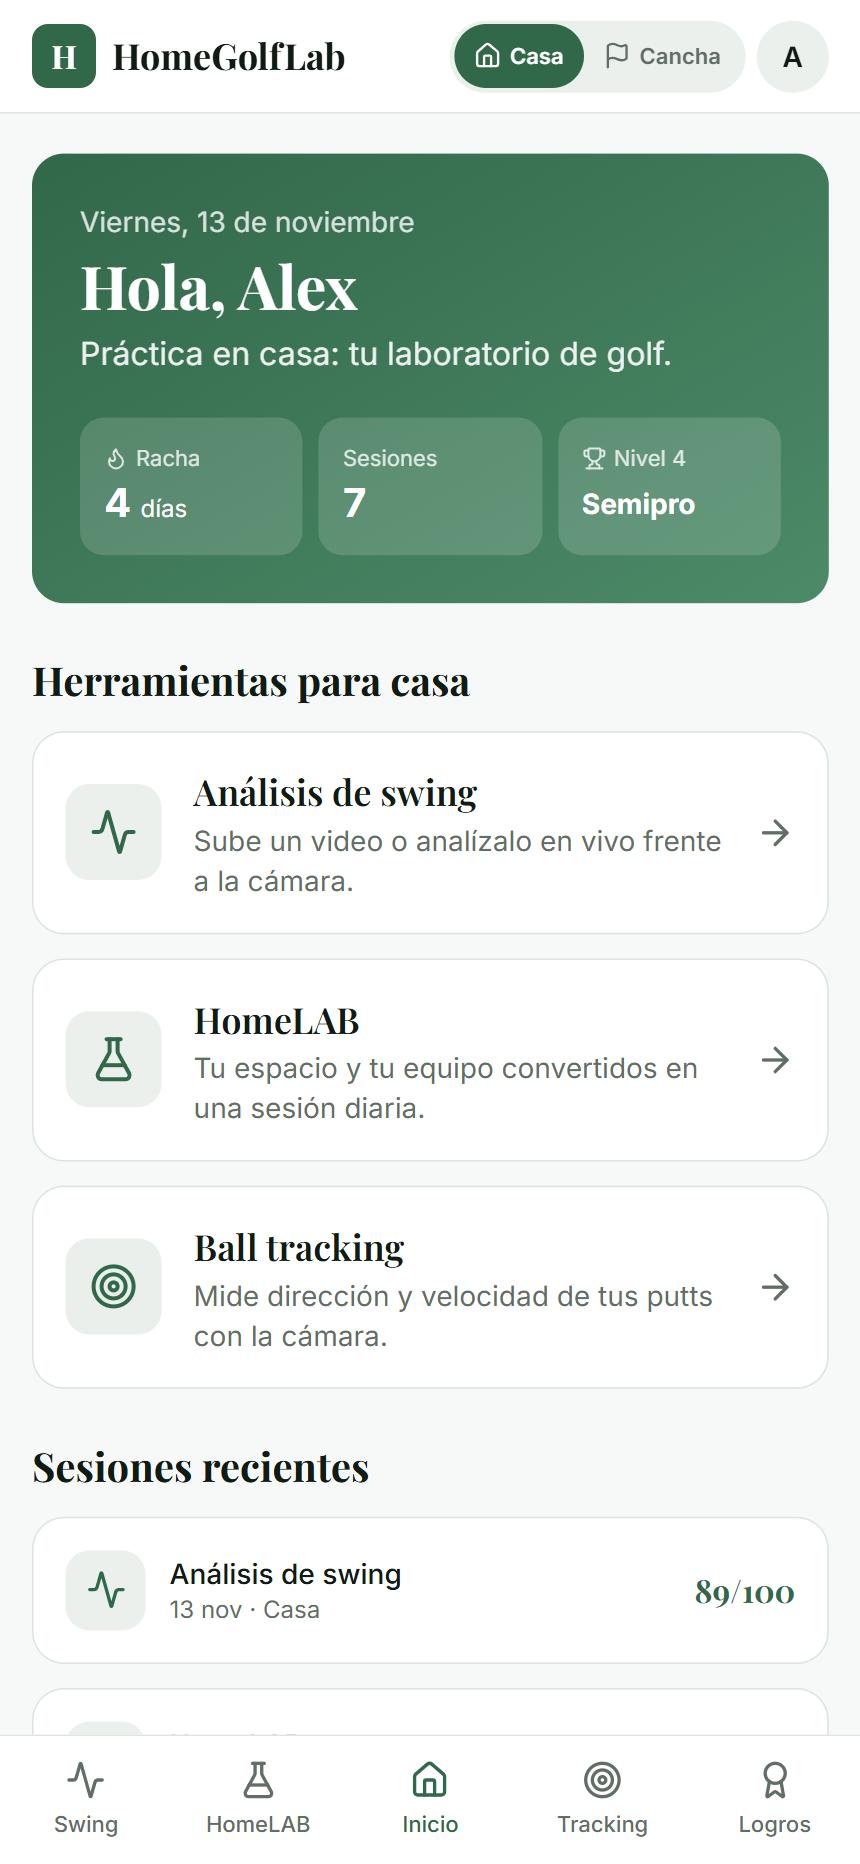 H HomeGolfLab Casa Cancha A
Viernes, 13 de noviembre
Hola, Alex
Práctica en casa: tu laboratorio de golf.
Racha
4 días
Sesiones
7
Nivel 4
Semipro
Herramientas para casa
Análisis de swing
Sube un video o analízalo en vivo frente
a la cámara.
HomeLAB
Tu espacio y tu equipo convertidos en
una sesión diaria.
Ball tracking
Mide dirección y velocidad de tus putts
con la cámara.
Sesiones recientes
Análisis de swing
13 nov · Casa
89/100
Swing HomeLAB Inicio Tracking Logros